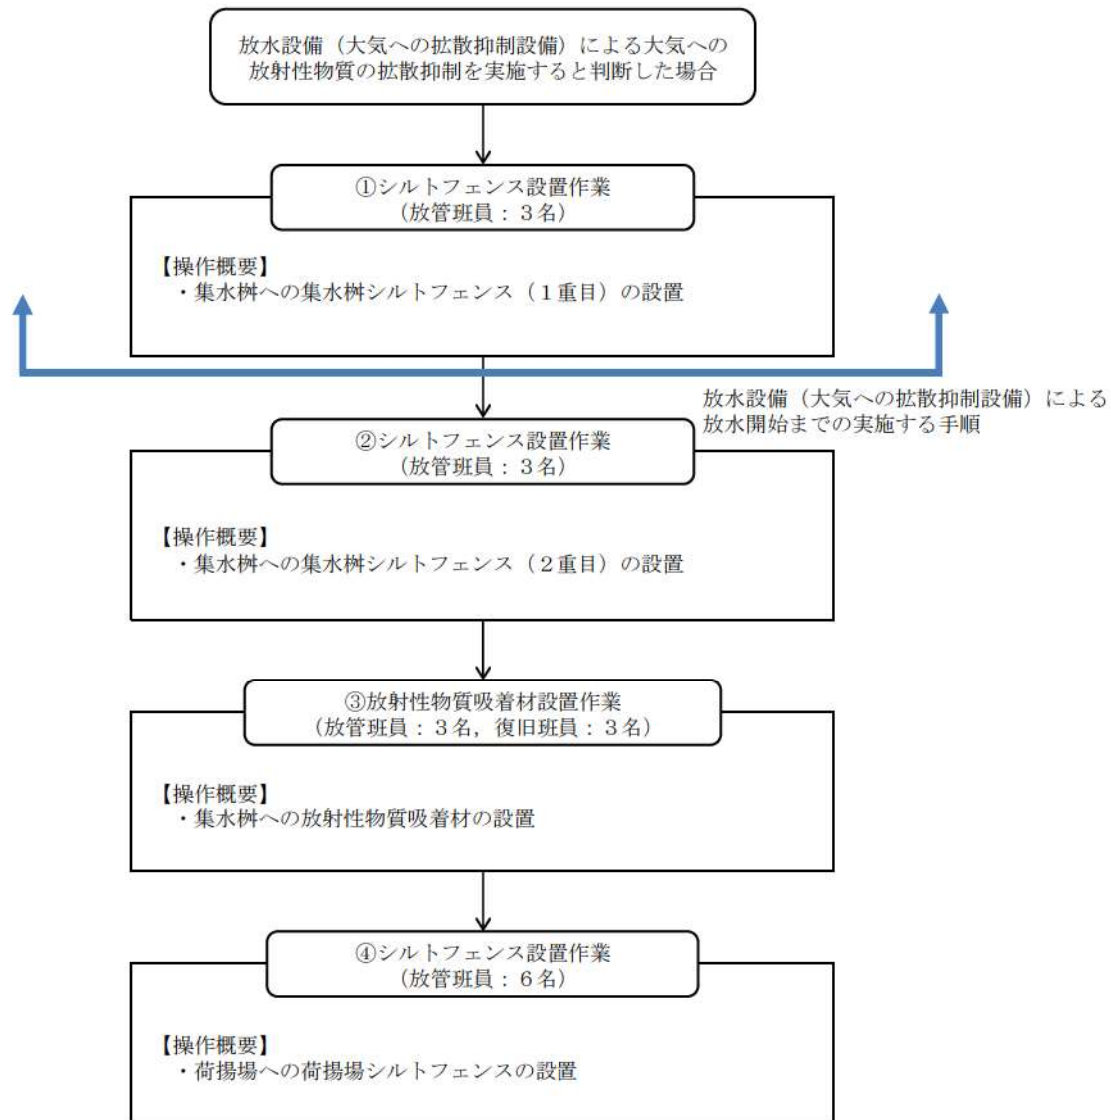 放水設備（大気への拡散抑制設備）による大気への
放射性物質の拡散抑制を実施すると判断した場合
①シルトフェンス設置作業
（放管班員：３名）
【操作概要】
・集水桝への集水桝シルトフェンス（１重目）の設置
放水設備（大気への拡散抑制設備）による
放水開始までの実施する手順
②シルトフェンス設置作業
（放管班員：３名）
【操作概要】
・集水桝への集水桝シルトフェンス（２重目）の設置
③放射性物質吸着材設置作業
（放管班員：３名，復旧班員：３名）
【操作概要】
・集水桝への放射性物質吸着材の設置
④シルトフェンス設置作業
（放管班員：６名）
【操作概要】
・荷揚場への荷揚場シルトフェンスの設置